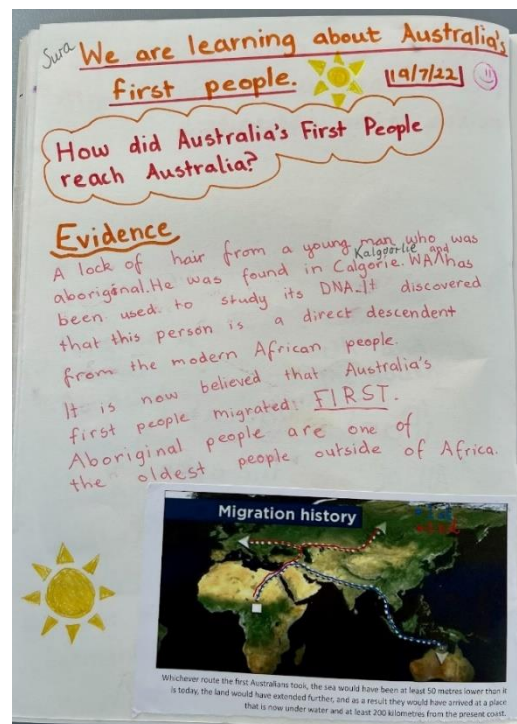 Sura
We are learning about Australia's
first people.
19/7/22
How did Australia's First People
reach Australia?
Evidence
A lock of hair from a young man who was
Kalgoorlie and
aboriginal. He was found in Calgorie. WA has
been used to study its DNA. It discovered
that this person is a direct descendent
from the modern African people.
It is now believed that Australia's
first people migrated: FIRST.
Aboriginal people are one of
the oldest people outside of Africa.
Migration history
Whichever route the first Australians took, the sea would have been at least 50 metres lower than it
is today, the land would have extended further, and as a result they would have arrived at a place
that is now under water and at least 200 kilometres from the present coast.